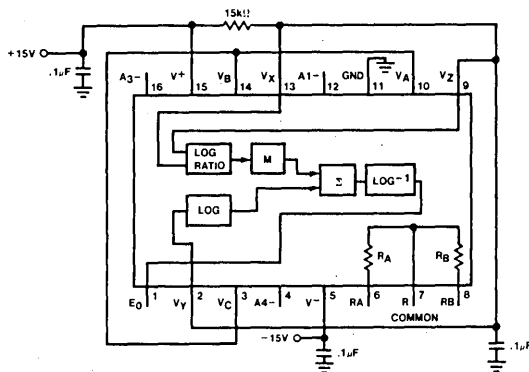 15kΩ
+15V
.1μF
A3- V+ VB VX A1- GND VA VZ
16 15 14 13 12 11 10 9
LOG RATIO
M
Σ
LOG⁻¹
LOG
RA
RB
1 2 3 4 5 6 7 8
EO VY VC A4- V- RA R RB
COMMON
-15V
.1μF
.1μF